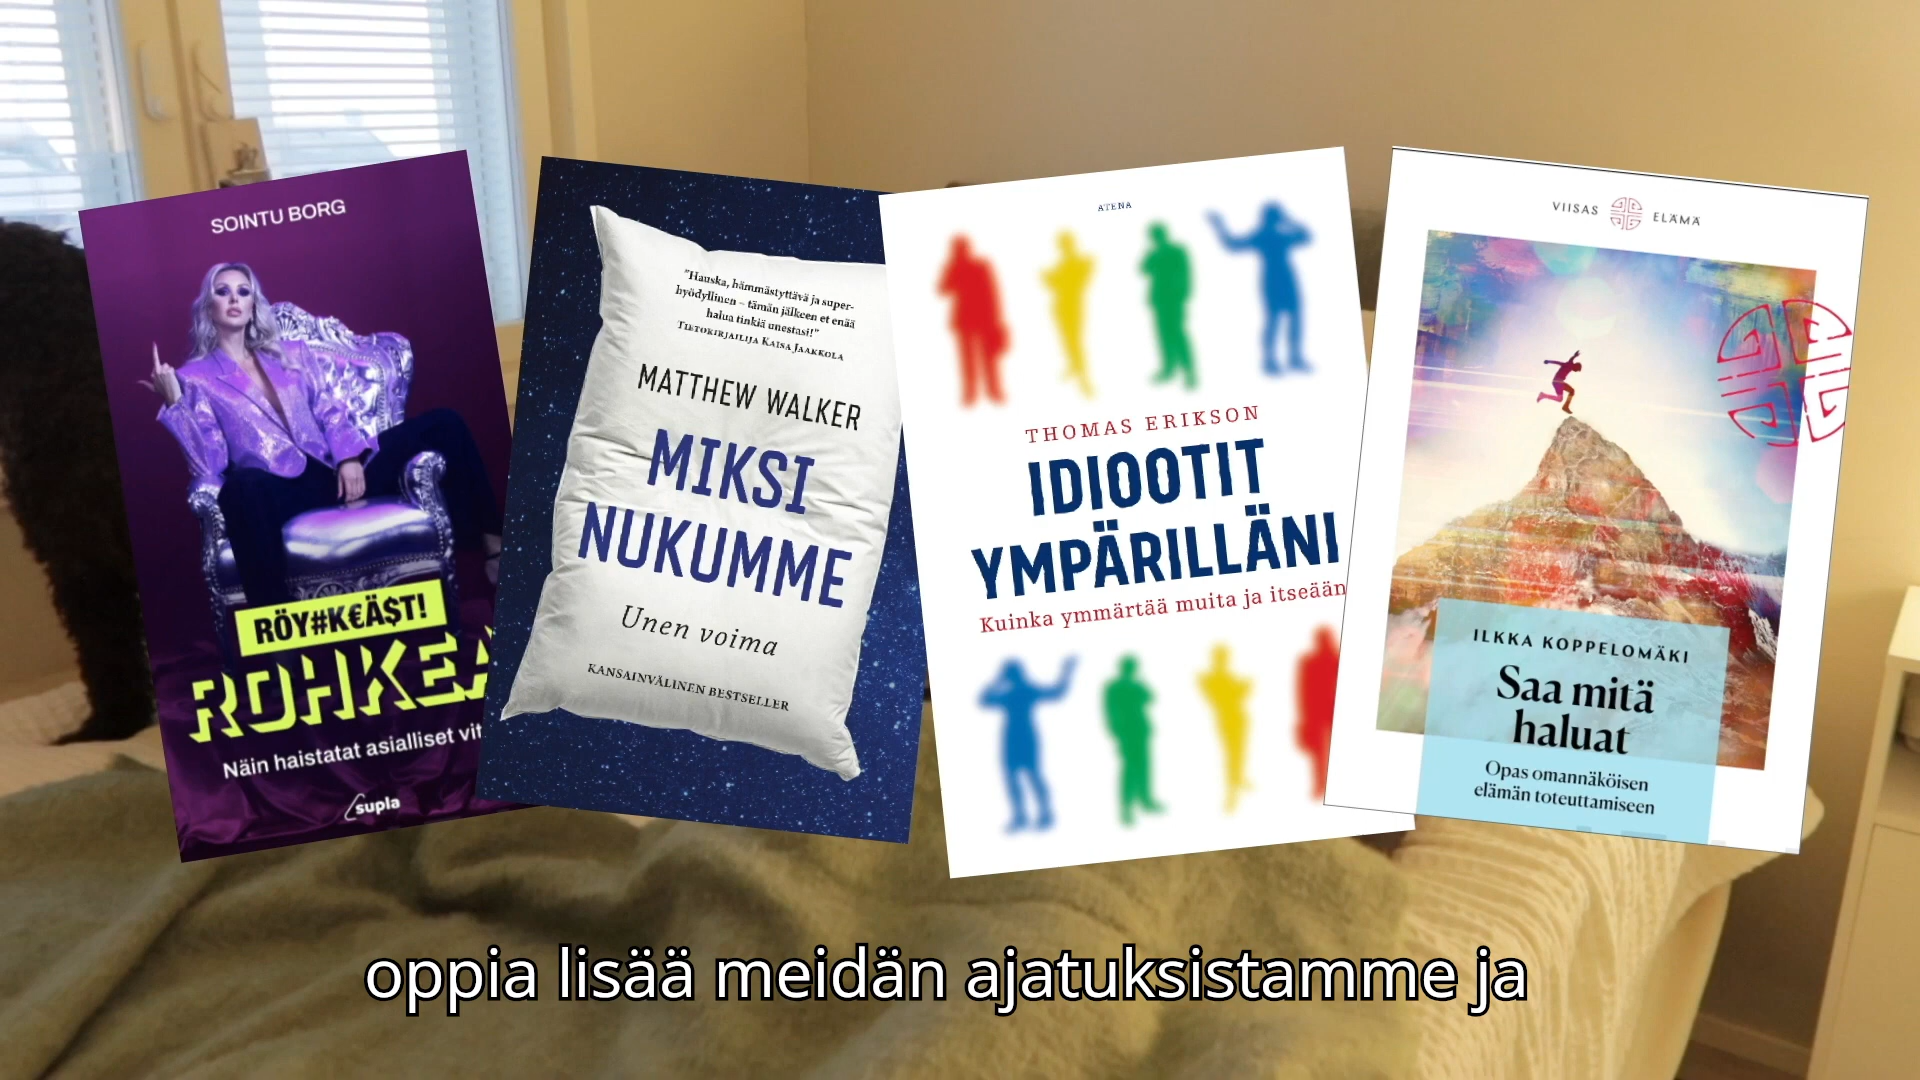 SOINTU BORG
RÖY#K€Ä$T!
ROHKEA
Näin haistatat asialliset vit
supla
"Hauska, hämmästyttävä ja super-
hyödyllinen – tämän jälkeen et enää
halua tinkiä unestasi!"
TIETOKIRJAILIJA KAISA JAAKKOLA
MATTHEW WALKER
MIKSI
NUKUMME
Unen voima
KANSAINVÄLINEN BESTSELLER
ATENA
THOMAS ERIKSON
IDIOOTIT
YMPÄRILLÄNI
Kuinka ymmärtää muita ja itseään
VIISAS ELÄMÄ
ILKKA KOPPELOMÄKI
Saa mitä
haluat
Opas omannäköisen
elämän toteuttamiseen
oppia lisää meidän ajatuksistamme ja